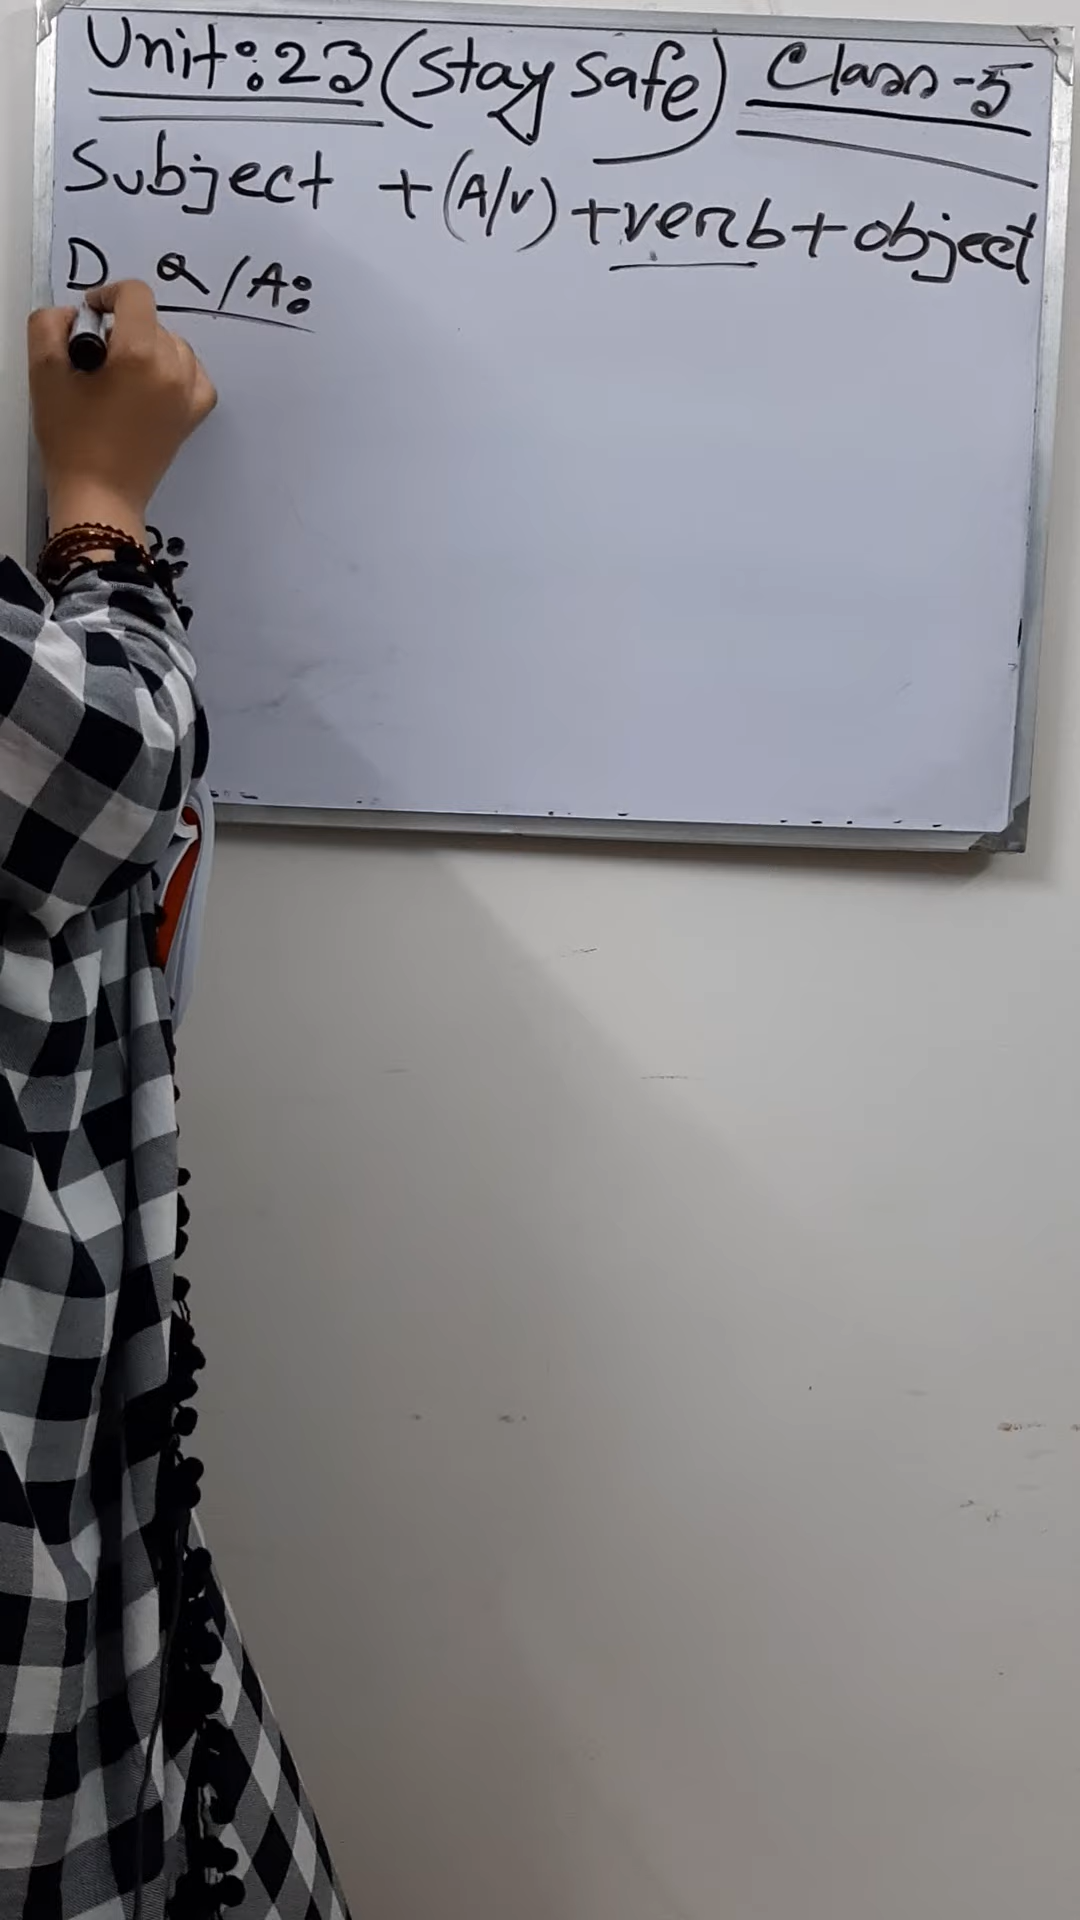 Unit:23 (Stay Safe) Class-5
Subject + (A/V) + verb + object
D Q/A: